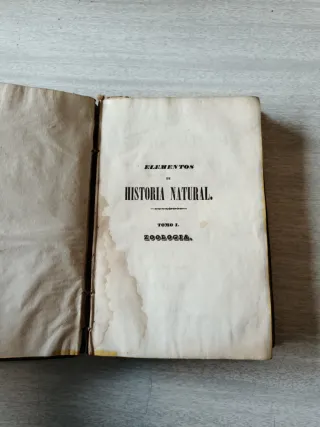 ELEMENTOS
DE
HISTORIA NATURAL.
TOMO I.
ZOOLOGIA.